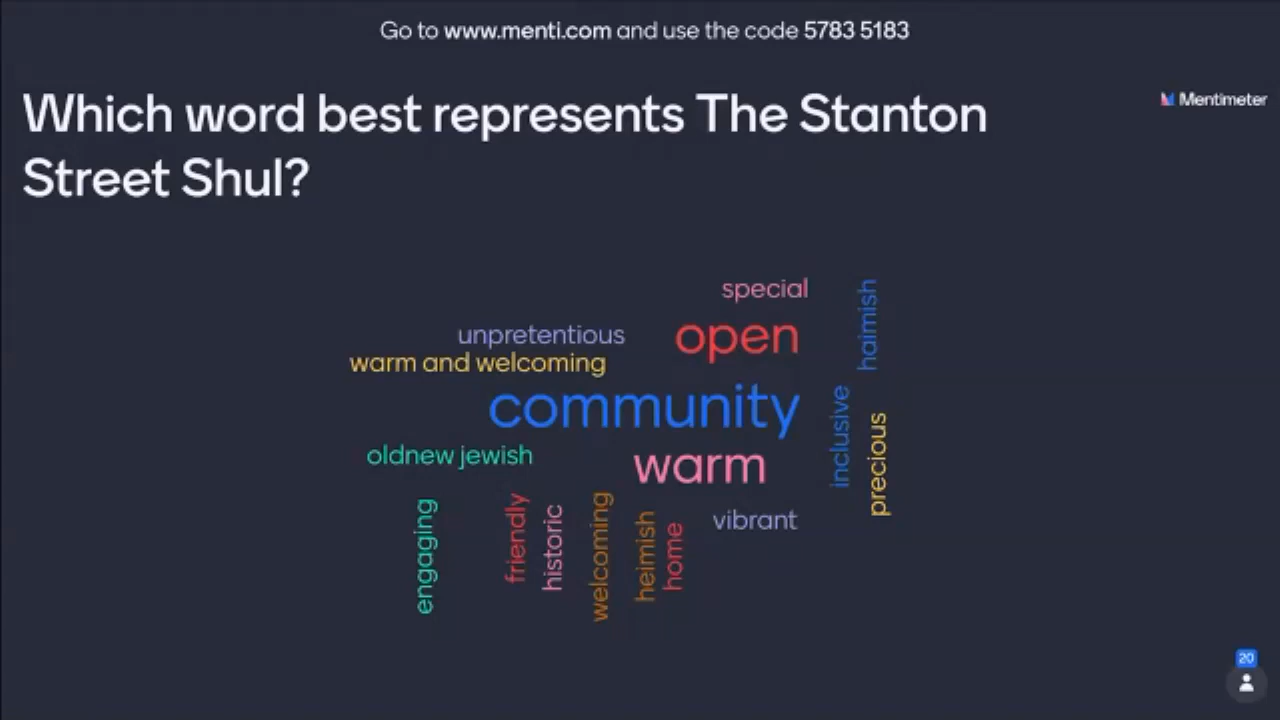 Go to www.menti.com and use the code 5783 5183
Which word best represents The Stanton
Street Shul?
Mentimeter
special
haimish
unpretentious
open
warm and welcoming
community
inclusive
precious
oldnew jewish
warm
engaging
friendly
historic
welcoming
heimish
home
vibrant
20